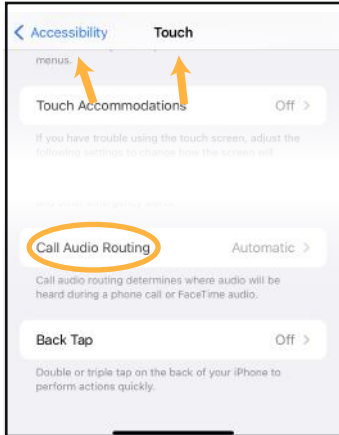 Accessibility Touch
menus.
Touch Accommodations Off
If you have trouble using the touch screen, adjust the
following settings to change how the screen will
Call Audio Routing Automatic
Call audio routing determines where audio will be
heard during a phone call or FaceTime audio.
Back Tap Off
Double or triple tap on the back of your iPhone to
perform actions quickly.